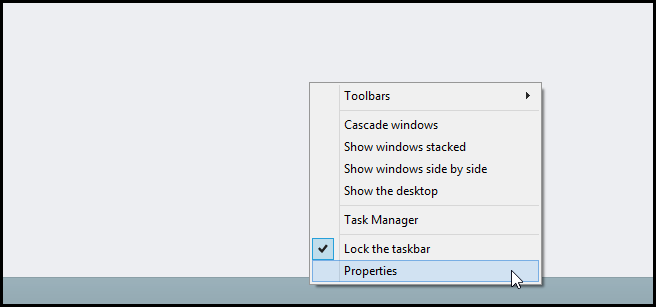 Toolbars
Cascade windows
Show windows stacked
Show windows side by side
Show the desktop
Task Manager
Lock the taskbar
Properties